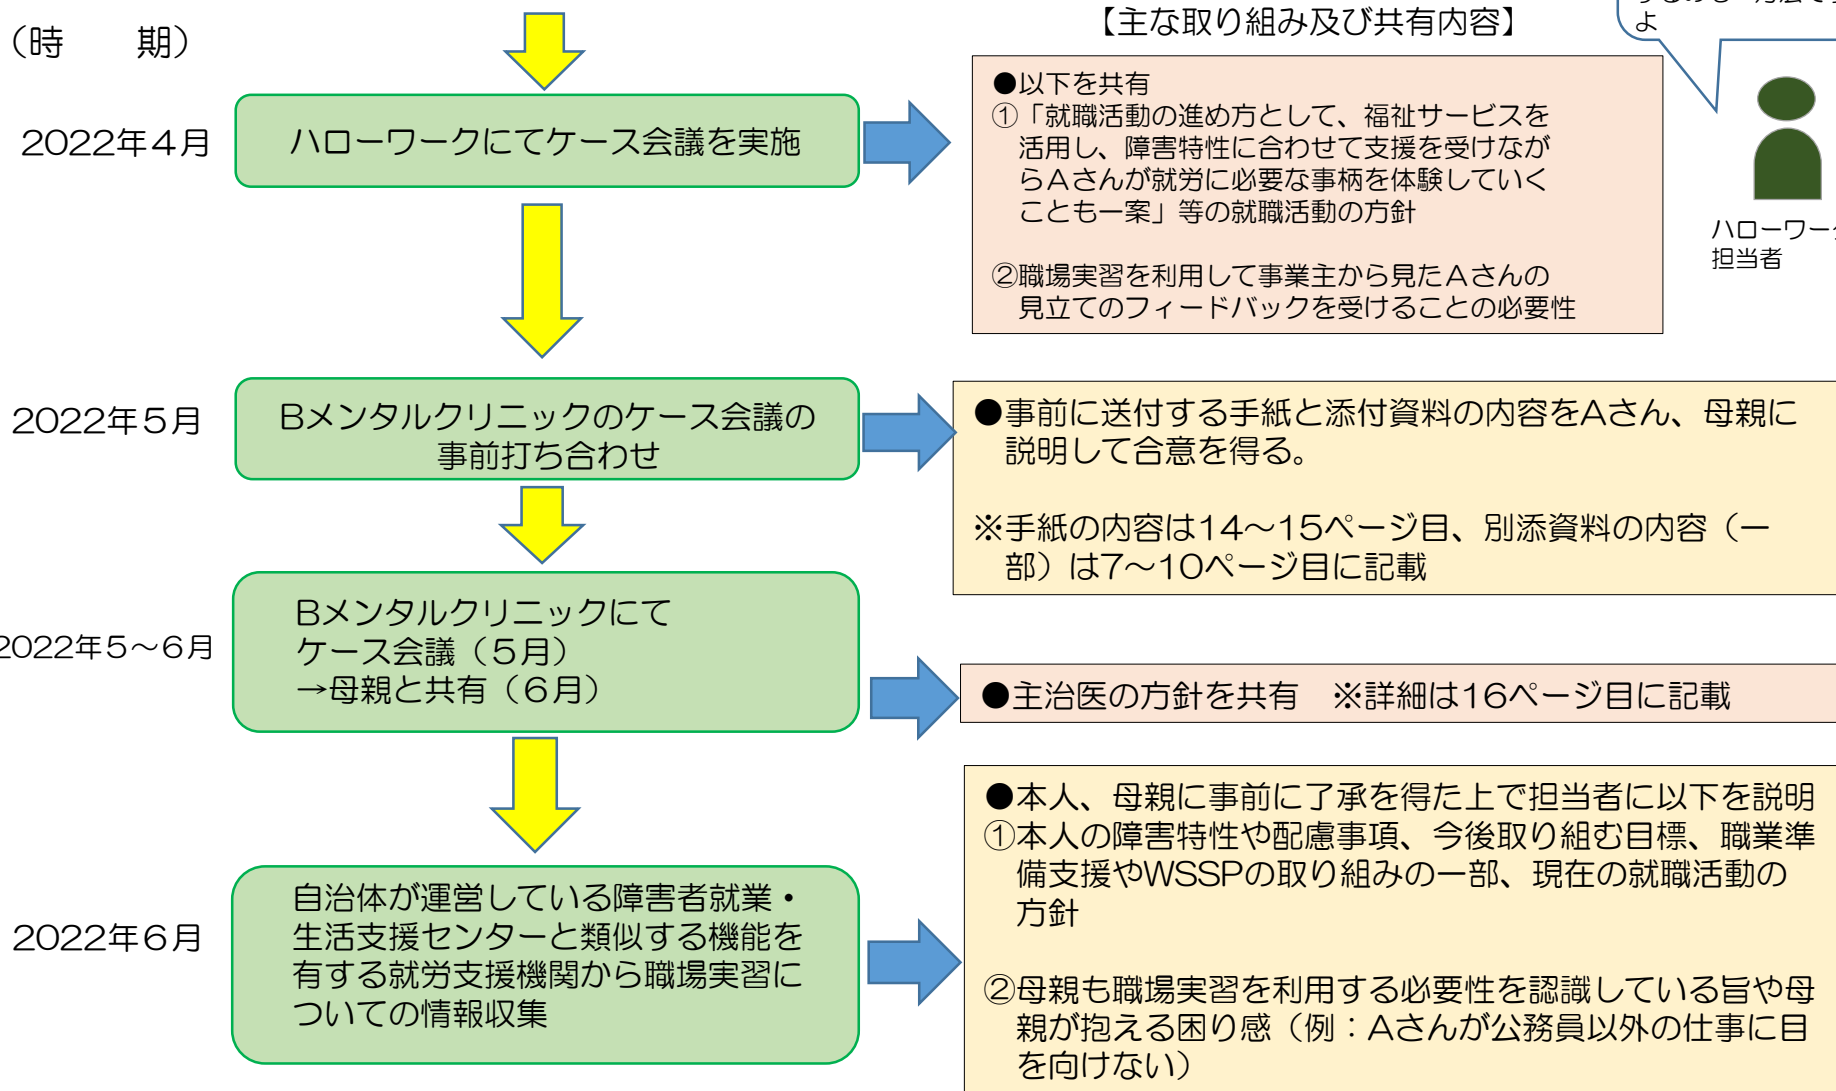 【主な取り組み及び共有内容】
よ
（時　　期）
2022年４月
ハローワークにてケース会議を実施
●以下を共有
①「就職活動の進め方として、福祉サービスを
活用し、障害特性に合わせて支援を受けなが
らＡさんが就労に必要な事柄を体験していく
ことも一案」等の就職活動の方針
②職場実習を利用して事業主から見たＡさんの
見立てのフィードバックを受けることの必要性
ハローワーク
担当者
2022年５月
Bメンタルクリニックのケース会議の
事前打ち合わせ
●事前に送付する手紙と添付資料の内容をAさん、母親に
説明して合意を得る。
※手紙の内容は14～15ページ目、別添資料の内容（一
部）は7～10ページ目に記載
2022年５～６月
Bメンタルクリニックにて
ケース会議（５月）
→母親と共有（６月）
●主治医の方針を共有　※詳細は16ページ目に記載
2022年６月
自治体が運営している障害者就業・
生活支援センターと類似する機能を
有する就労支援機関から職場実習に
ついての情報収集
●本人、母親に事前に了承を得た上で担当者に以下を説明
①本人の障害特性や配慮事項、今後取り組む目標、職業準
備支援やWSSPの取り組みの一部、現在の就職活動の
方針
②母親も職場実習を利用する必要性を認識している旨や母
親が抱える困り感（例：Aさんが公務員以外の仕事に目
を向けない）